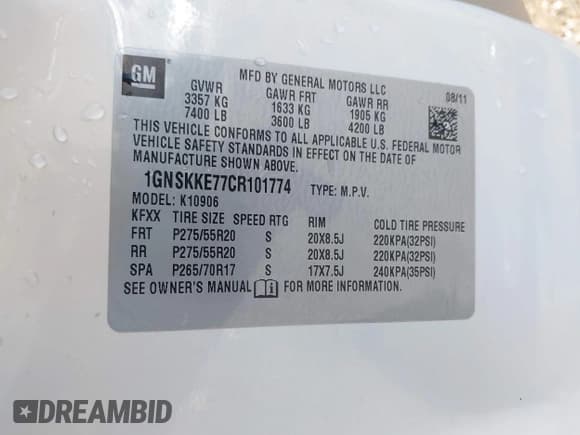 GM
MFD BY GENERAL MOTORS LLC
08/11
GVWR GAWR FRT GAWR RR
3357 KG 1633 KG 1905 KG
7400 LB 3600 LB 4200 LB
THIS VEHICLE CONFORMS TO ALL APPLICABLE U.S. FEDERAL MOTOR
VEHICLE SAFETY STANDARDS IN EFFECT ON THE DATE OF
MANUFACTURE SHOWN ABOVE.
1GNSKKE77CR101774 TYPE: M.P.V.
MODEL: K10906
KFXX TIRE SIZE SPEED RTG RIM COLD TIRE PRESSURE
FRT P275/55R20 S 20X8.5J 220KPA(32PSI)
RR P275/55R20 S 20X8.5J 220KPA(32PSI)
SPA P265/70R17 S 17X7.5J 240KPA(35PSI)
SEE OWNER'S MANUAL FOR MORE INFORMATION.
DREAMBID